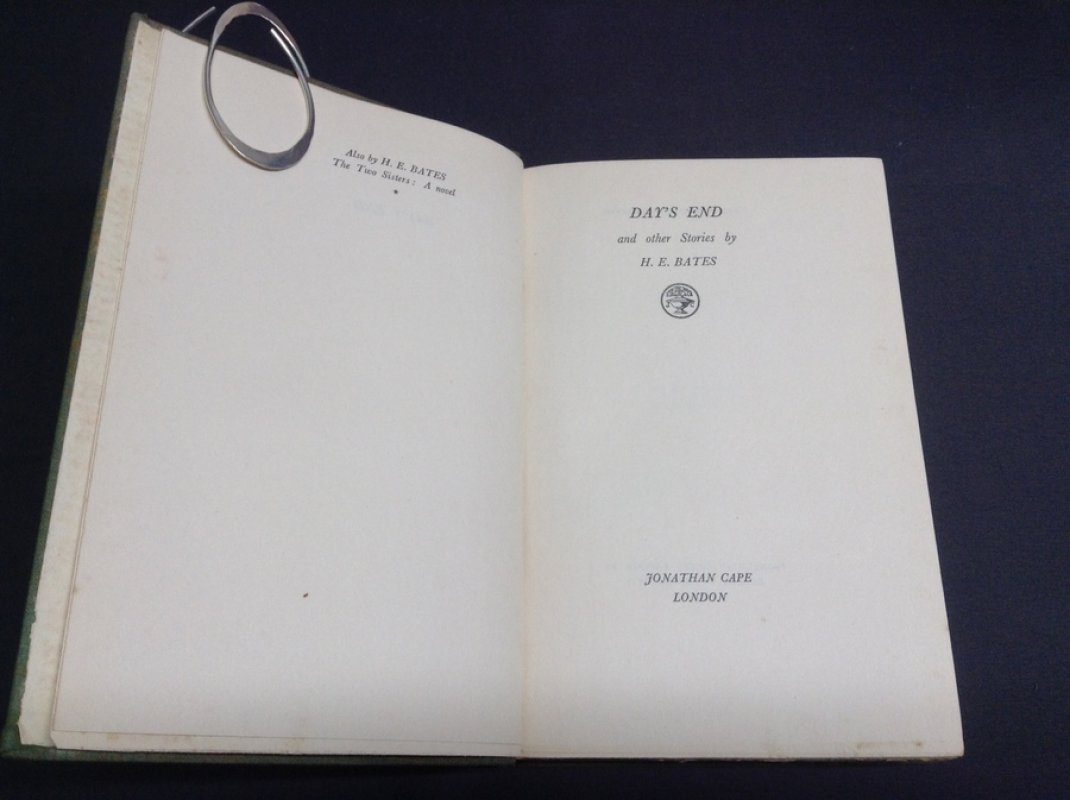 Also by H. E. BATES
The Two Sisters: A novel
*
DAY'S END
and other Stories by
H. E. BATES
JONATHAN CAPE
LONDON